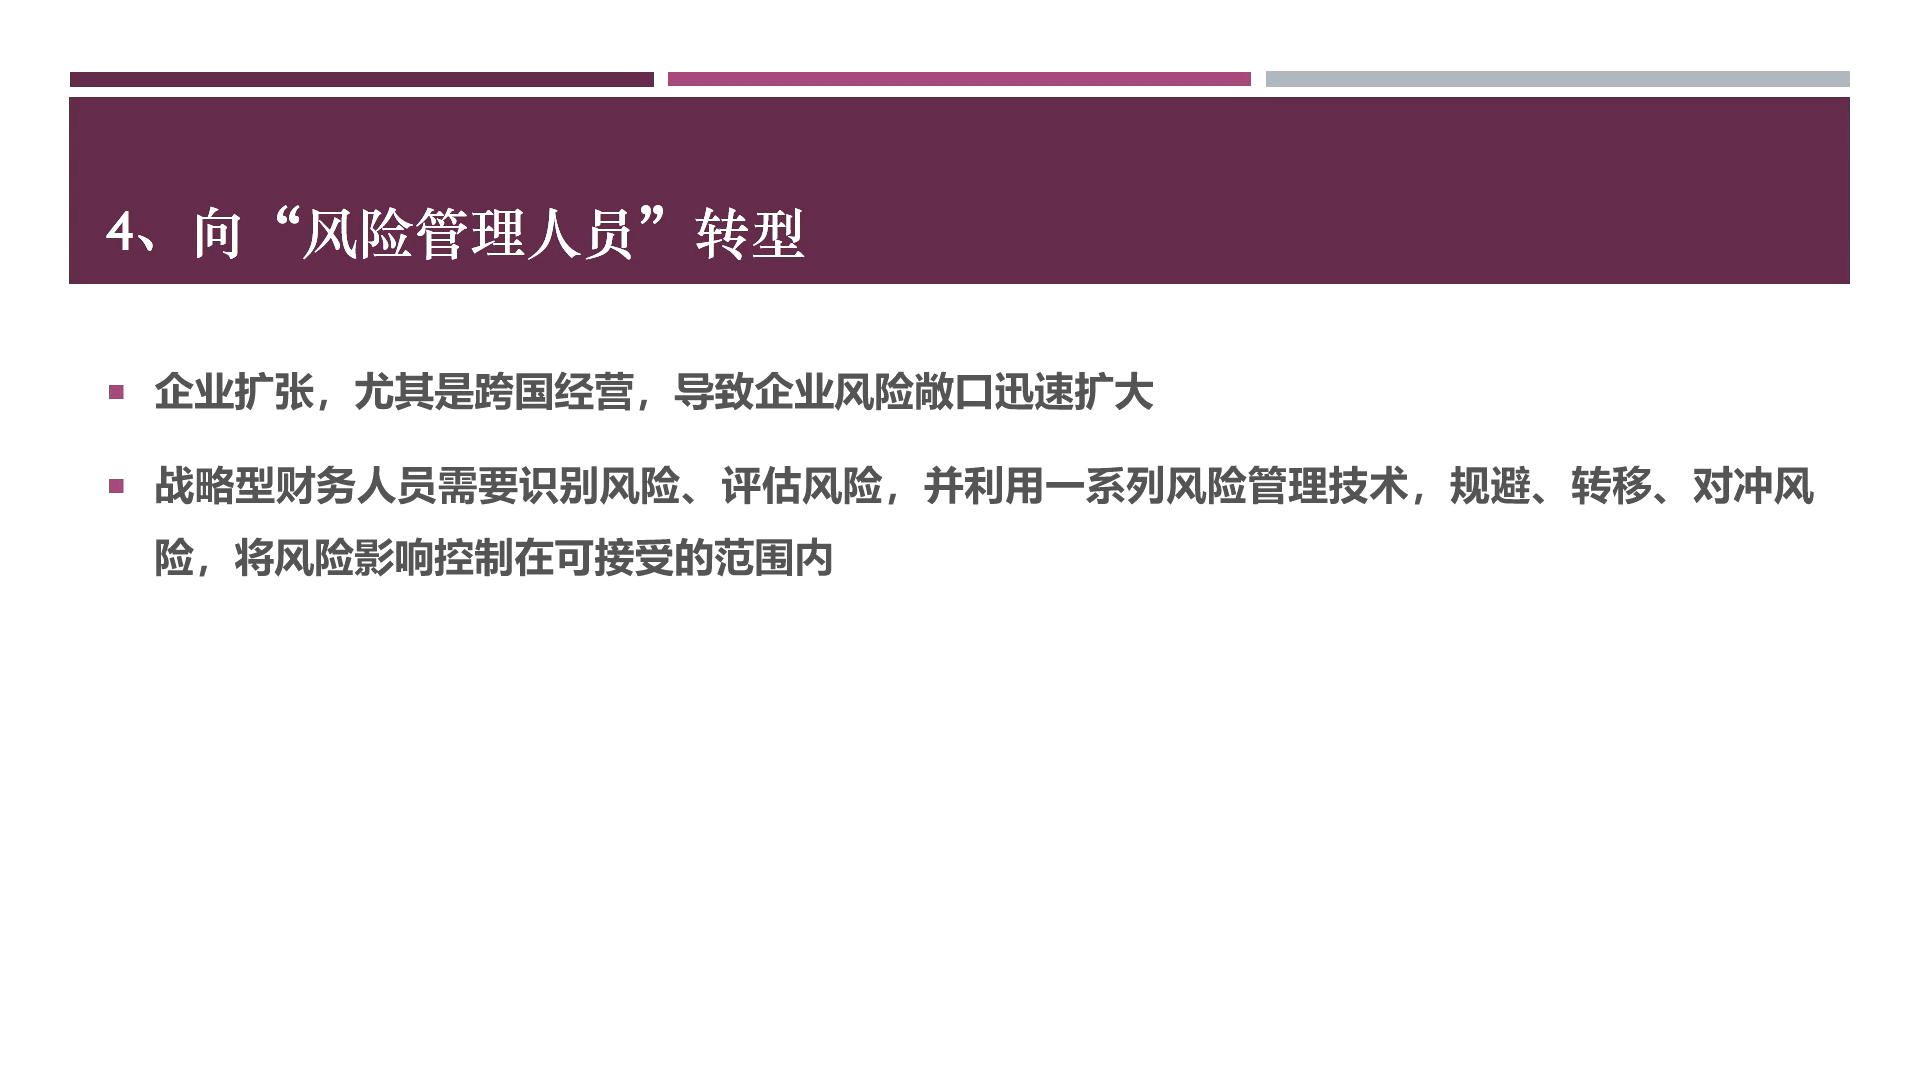 4、向“风险管理人员”转型
企业扩张，尤其是跨国经营，导致企业风险敞口迅速扩大
战略型财务人员需要识别风险、评估风险，并利用一系列风险管理技术，规避、转移、对冲风
险，将风险影响控制在可接受的范围内